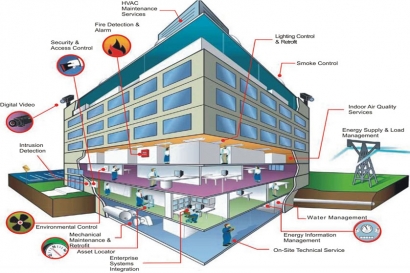 HVAC
Maintenance
Services
Fire Detection &
Alarm
Security &
Access Control
Lighting Control
& Retrofit
Smoke Control
Digital Video
Indoor Air Quality
Services
Energy Supply & Load
Management
Intrusion
Detection
Environmental Control
Mechanical
Maintenance &
Retrofit
Asset Locator
Enterprise
Systems
Integration
Water Management
Energy Information
Management
On-Site Technical Service